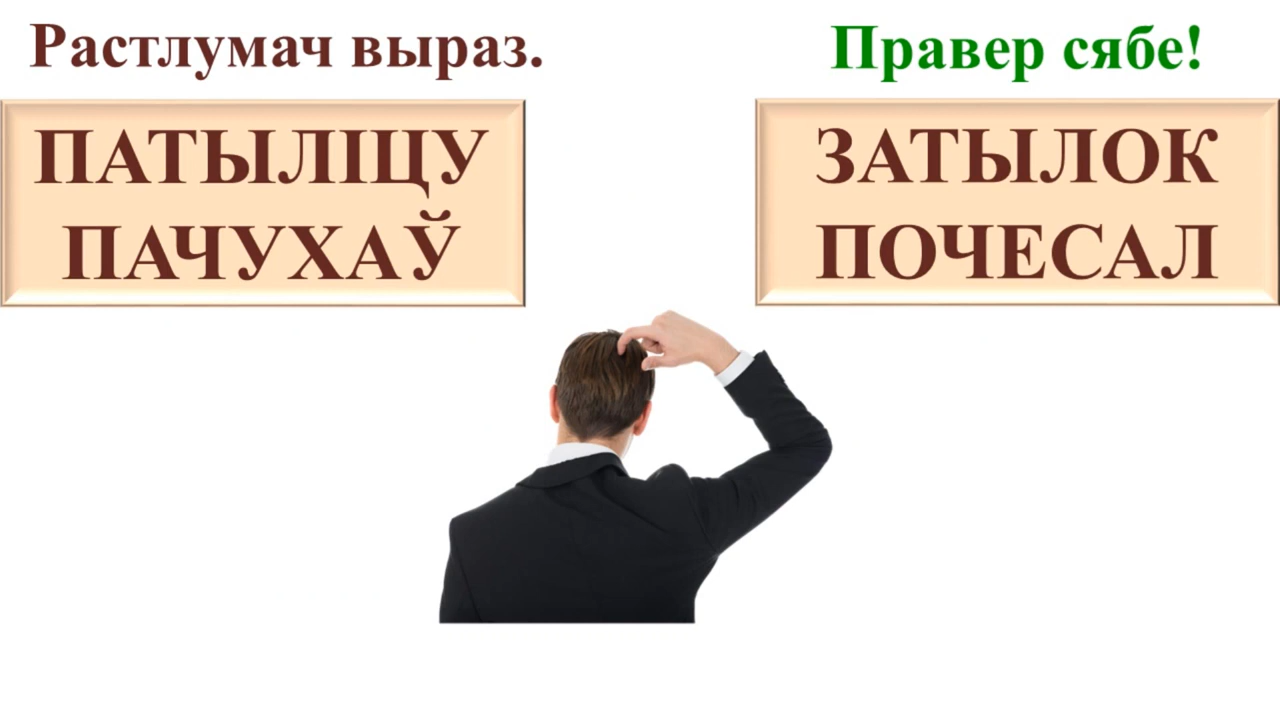 Растлумач выраз.
ПАТЫЛІЦУ
ПАЧУХАЎ
Правер сябе!
ЗАТЫЛОК
ПОЧЕСАЛ